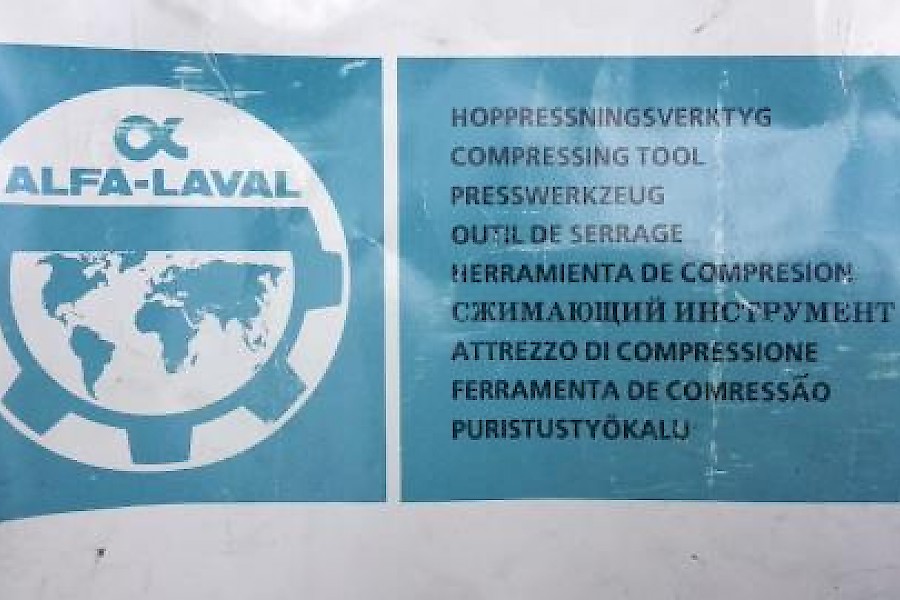 ALFA-LAVAL
HOPPRESSNINGSVERKTYG
COMPRESSING TOOL
PRESSWERKZEUG
OUTIL DE SERRAGE
HERRAMIENTA DE COMPRESION
СЖИМАЮЩИЙ ИНСТРУМЕНТ
ATTREZZO DI COMPRESSIONE
FERRAMENTA DE COMRESSÃO
PURISTUSTYÖKALU